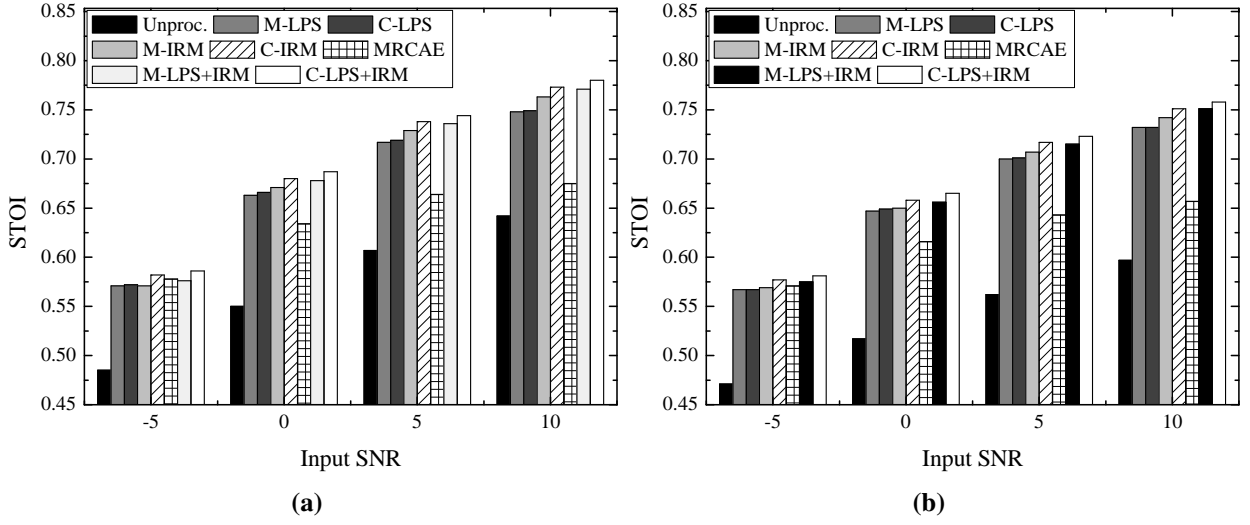 0.85
0.80
0.75
0.70
0.65
0.60
0.55
0.50
0.45
STOI
Unproc. M-LPS C-LPS
M-IRM C-IRM MRCAE
M-LPS+IRM C-LPS+IRM
-5 0 5 10
Input SNR
(a)
0.85
0.80
0.75
0.70
0.65
0.60
0.55
0.50
0.45
STOI
Unproc. M-LPS C-LPS
M-IRM C-IRM MRCAE
M-LPS+IRM C-LPS+IRM
-5 0 5 10
Input SNR
(b)